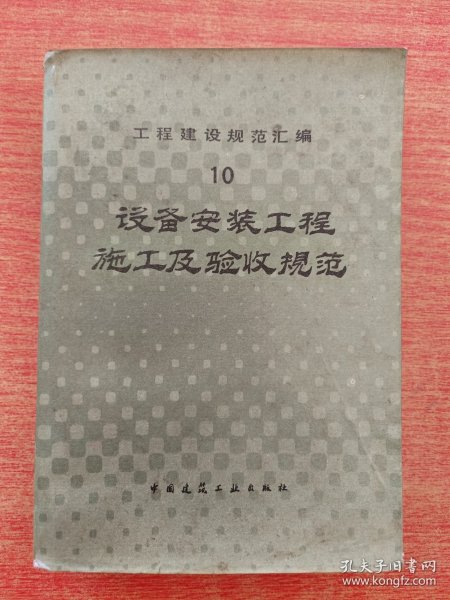 工程建设规范汇编
10
设备安装工程
施工及验收规范
中国建筑工业出版社
孔夫子旧书网
www.kongfz.com